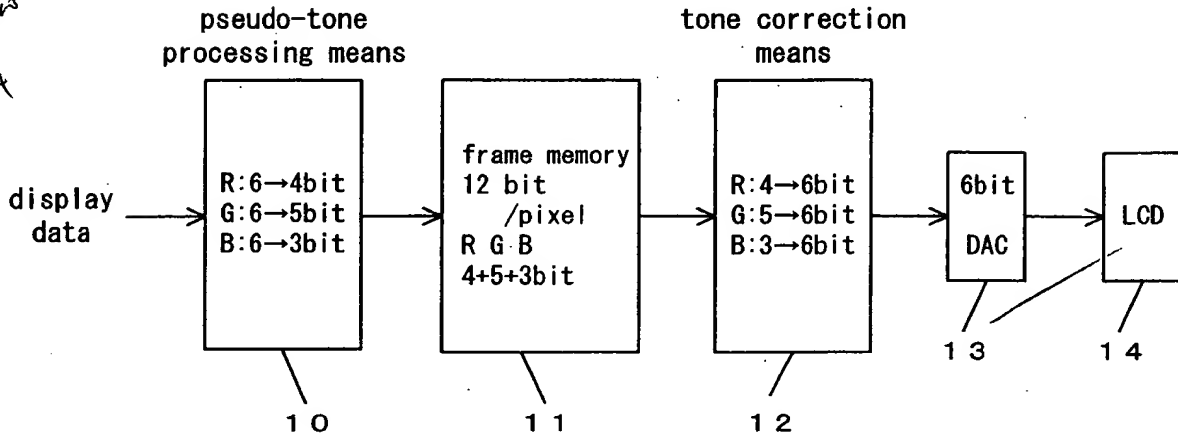 pseudo-tone
processing means
tone correction
means
display
data
R:6→4bit
G:6→5bit
B:6→3bit
frame memory
12 bit
/pixel
R G B
4+5+3bit
R:4→6bit
G:5→6bit
B:3→6bit
6bit
DAC
LCD
10
11
12
13
14